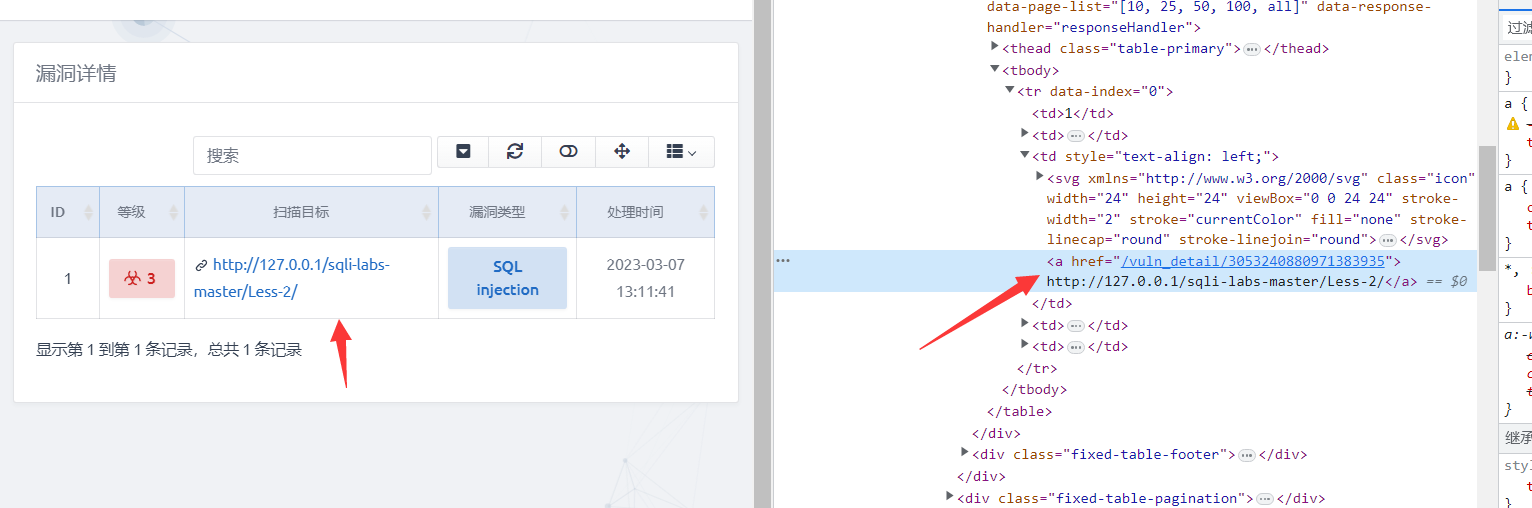 漏洞详情
搜索
ID
等级
扫描目标
漏洞类型
处理时间
1
3
http://127.0.0.1/sqli-labs-
master/Less-2/
SQL
injection
2023-03-07
13:11:41
显示第 1 到第 1 条记录，总共 1 条记录
data-page-list="[10, 25, 50, 100, all]" data-response-
handler="responseHandler">
<thead class="table-primary">…</thead>
<tbody>
<tr data-index="0">
<td>1</td>
<td>…</td>
<td style="text-align: left;">
<svg xmlns="http://www.w3.org/2000/svg" class="icon"
width="24" height="24" viewBox="0 0 24 24" stroke-
width="2" stroke="currentColor" fill="none" stroke-
linecap="round" stroke-linejoin="round">…</svg>
<a href="/vuln_detail/3053240880971383935">
http://127.0.0.1/sqli-labs-master/Less-2/</a> == $0
</td>
<td>…</td>
<td>…</td>
</tr>
</tbody>
</table>
</div>
<div class="fixed-table-footer">…</div>
</div>
<div class="fixed-table-pagination">…</div>
过滤
elem
}
a {
t
}
a {
t
}
*,
b
}
a:-w
}
继承
sty
t
}